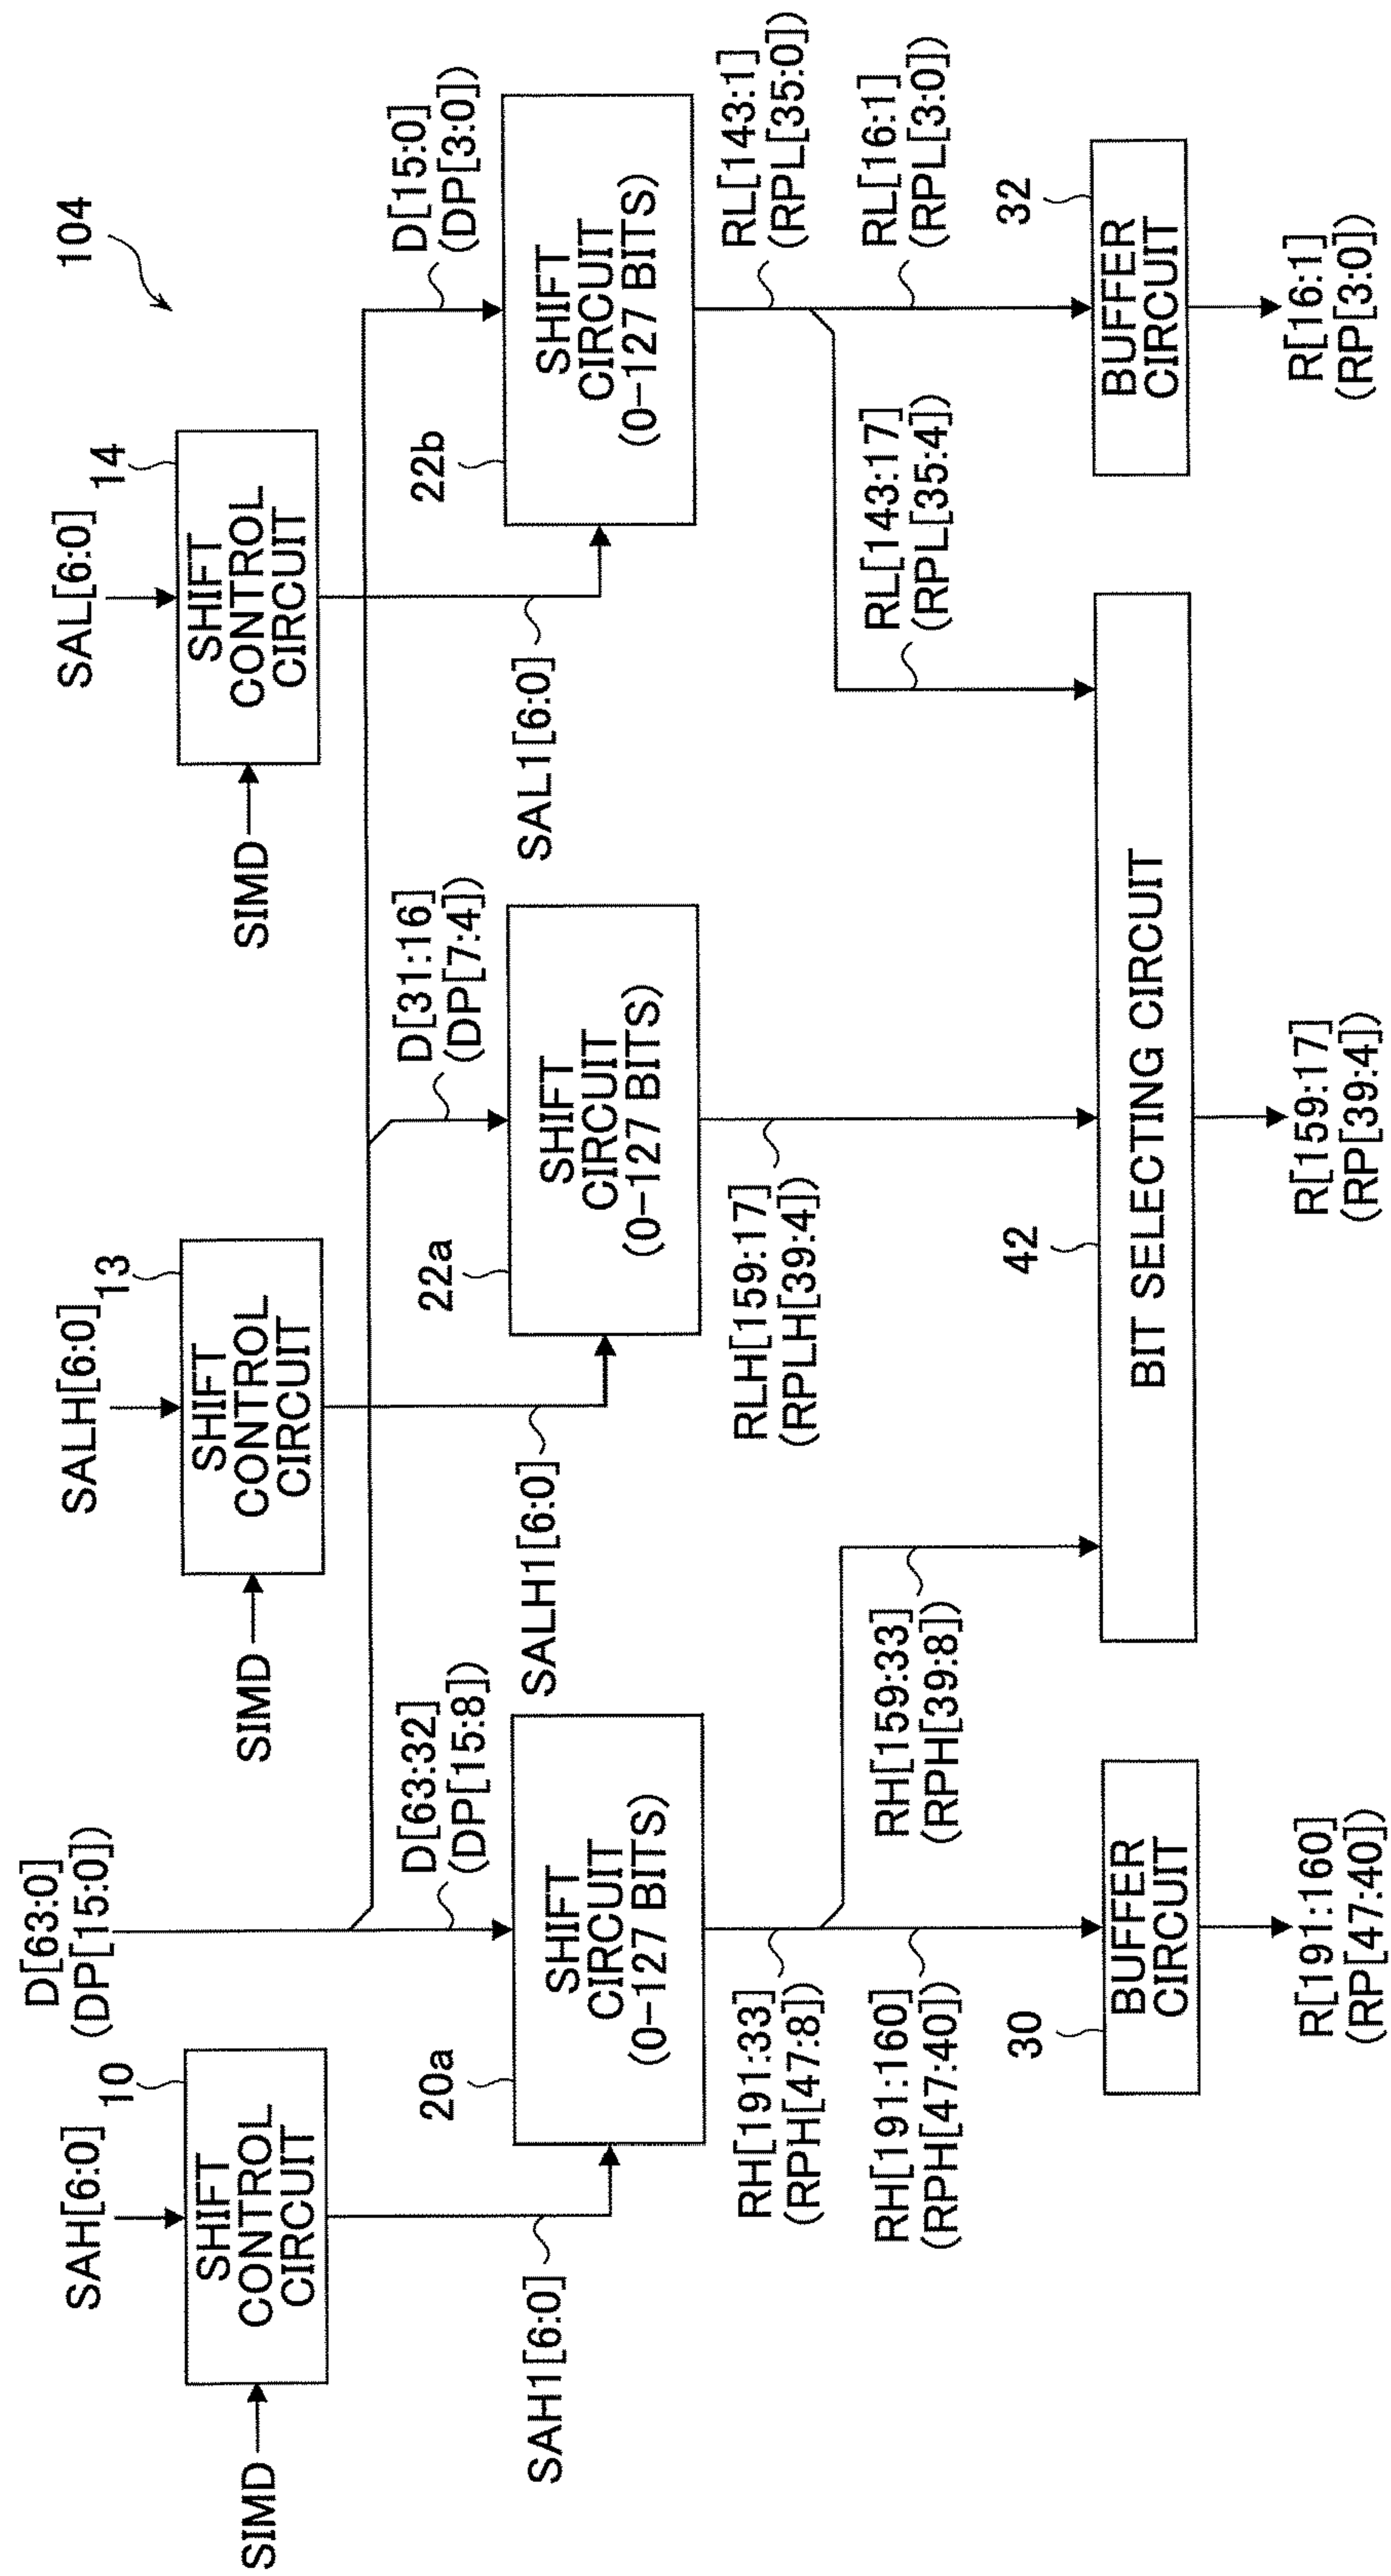 104
D[63:0]
(DP[15:0])
SAH[6:0]
SALH[6:0]
SAL[6:0]
10
13
14
SIMD
SHIFT
CONTROL
CIRCUIT
SIMD
SHIFT
CONTROL
CIRCUIT
SIMD
SHIFT
CONTROL
CIRCUIT
D[63:32]
(DP[15:8])
D[31:16]
(DP[7:4])
D[15:0]
(DP[3:0])
SAH1[6:0]
SALH1[6:0]
SAL1[6:0]
20a
SHIFT
CIRCUIT
(0-127 BITS)
22a
SHIFT
CIRCUIT
(0-127 BITS)
22b
SHIFT
CIRCUIT
(0-127 BITS)
RH[191:33]
(RPH[47:8])
RLH[159:17]
(RPLH[39:4])
RL[143:1]
(RPL[35:0])
RH[191:160]
(RPH[47:40])
RH[159:33]
(RPH[39:8])
RL[143:17]
(RPL[35:4])
RL[16:1]
(RPL[3:0])
30
BUFFER
CIRCUIT
42
BIT SELECTING CIRCUIT
32
BUFFER
CIRCUIT
R[191:160]
(RP[47:40])
R[159:17]
(RP[39:4])
R[16:1]
(RP[3:0])